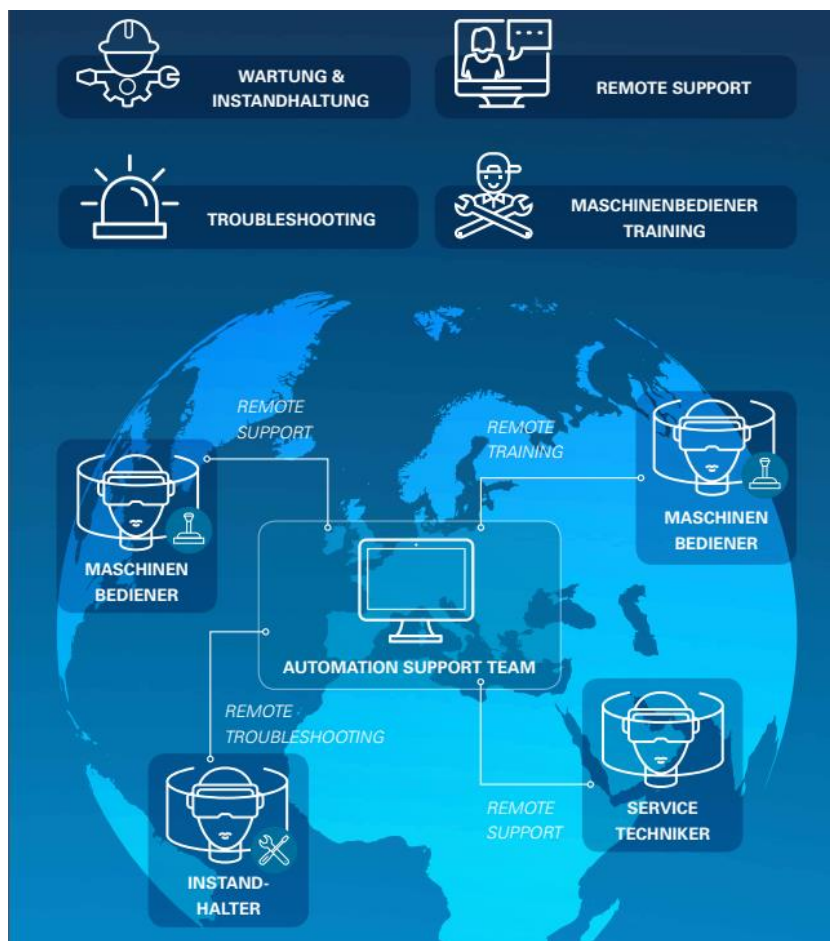 WARTUNG &
INSTANDHALTUNG
REMOTE SUPPORT
TROUBLESHOOTING
MASCHINENBEDIENER
TRAINING
REMOTE
SUPPORT
REMOTE
TRAINING
MASCHINEN
BEDIENER
MASCHINEN
BEDIENER
AUTOMATION SUPPORT TEAM
REMOTE
TROUBLESHOOTING
REMOTE
SUPPORT
SERVICE
TECHNIKER
INSTAND-
HALTER